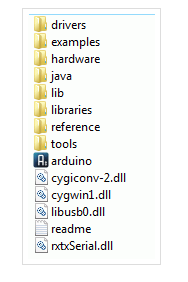 drivers
examples
hardware
java
lib
libraries
reference
tools
arduino
cygiconv-2.dll
cygwin1.dll
libusb0.dll
readme
rxtxSerial.dll